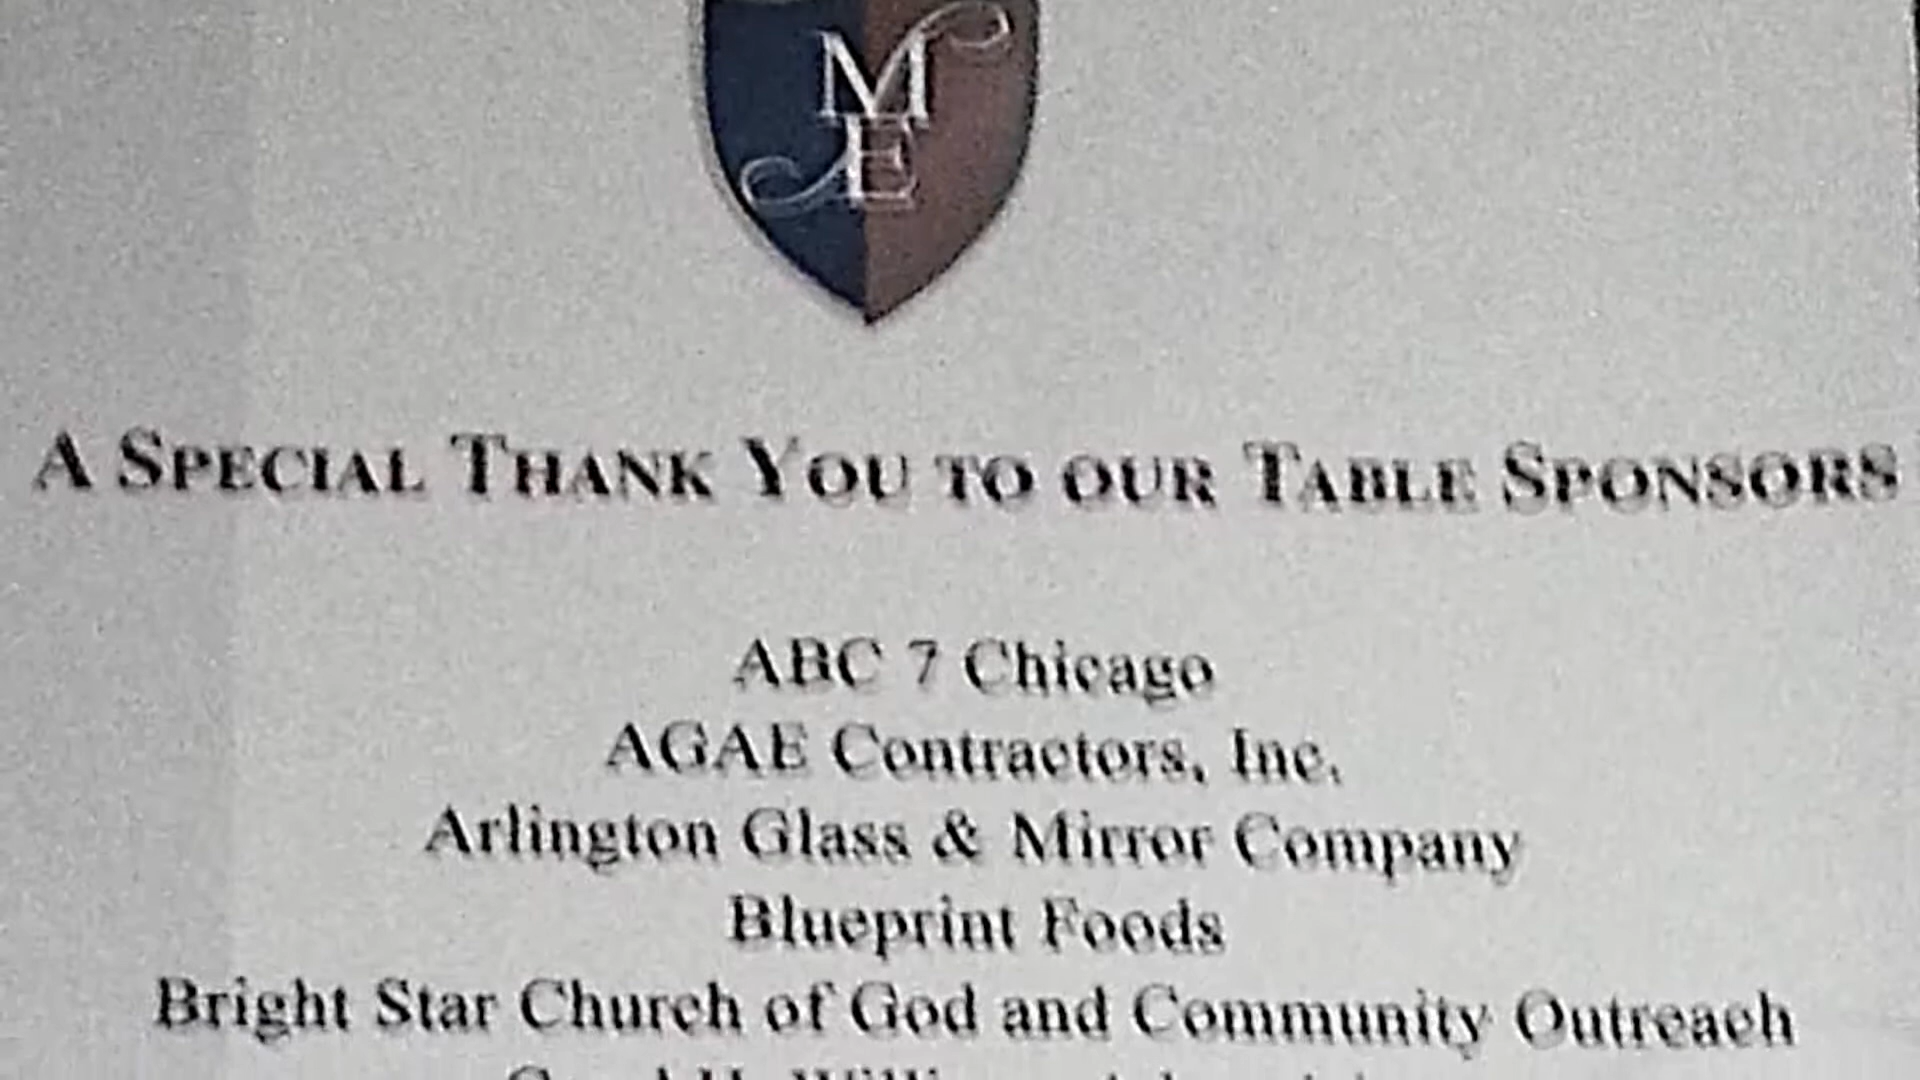 M
E
A SPECIAL THANK YOU TO OUR TABLE SPONSORS
ABC 7 Chicago
AGAE Contractors, Inc.
Arlington Glass & Mirror Company
Blueprint Foods
Bright Star Church of God and Community Outreach